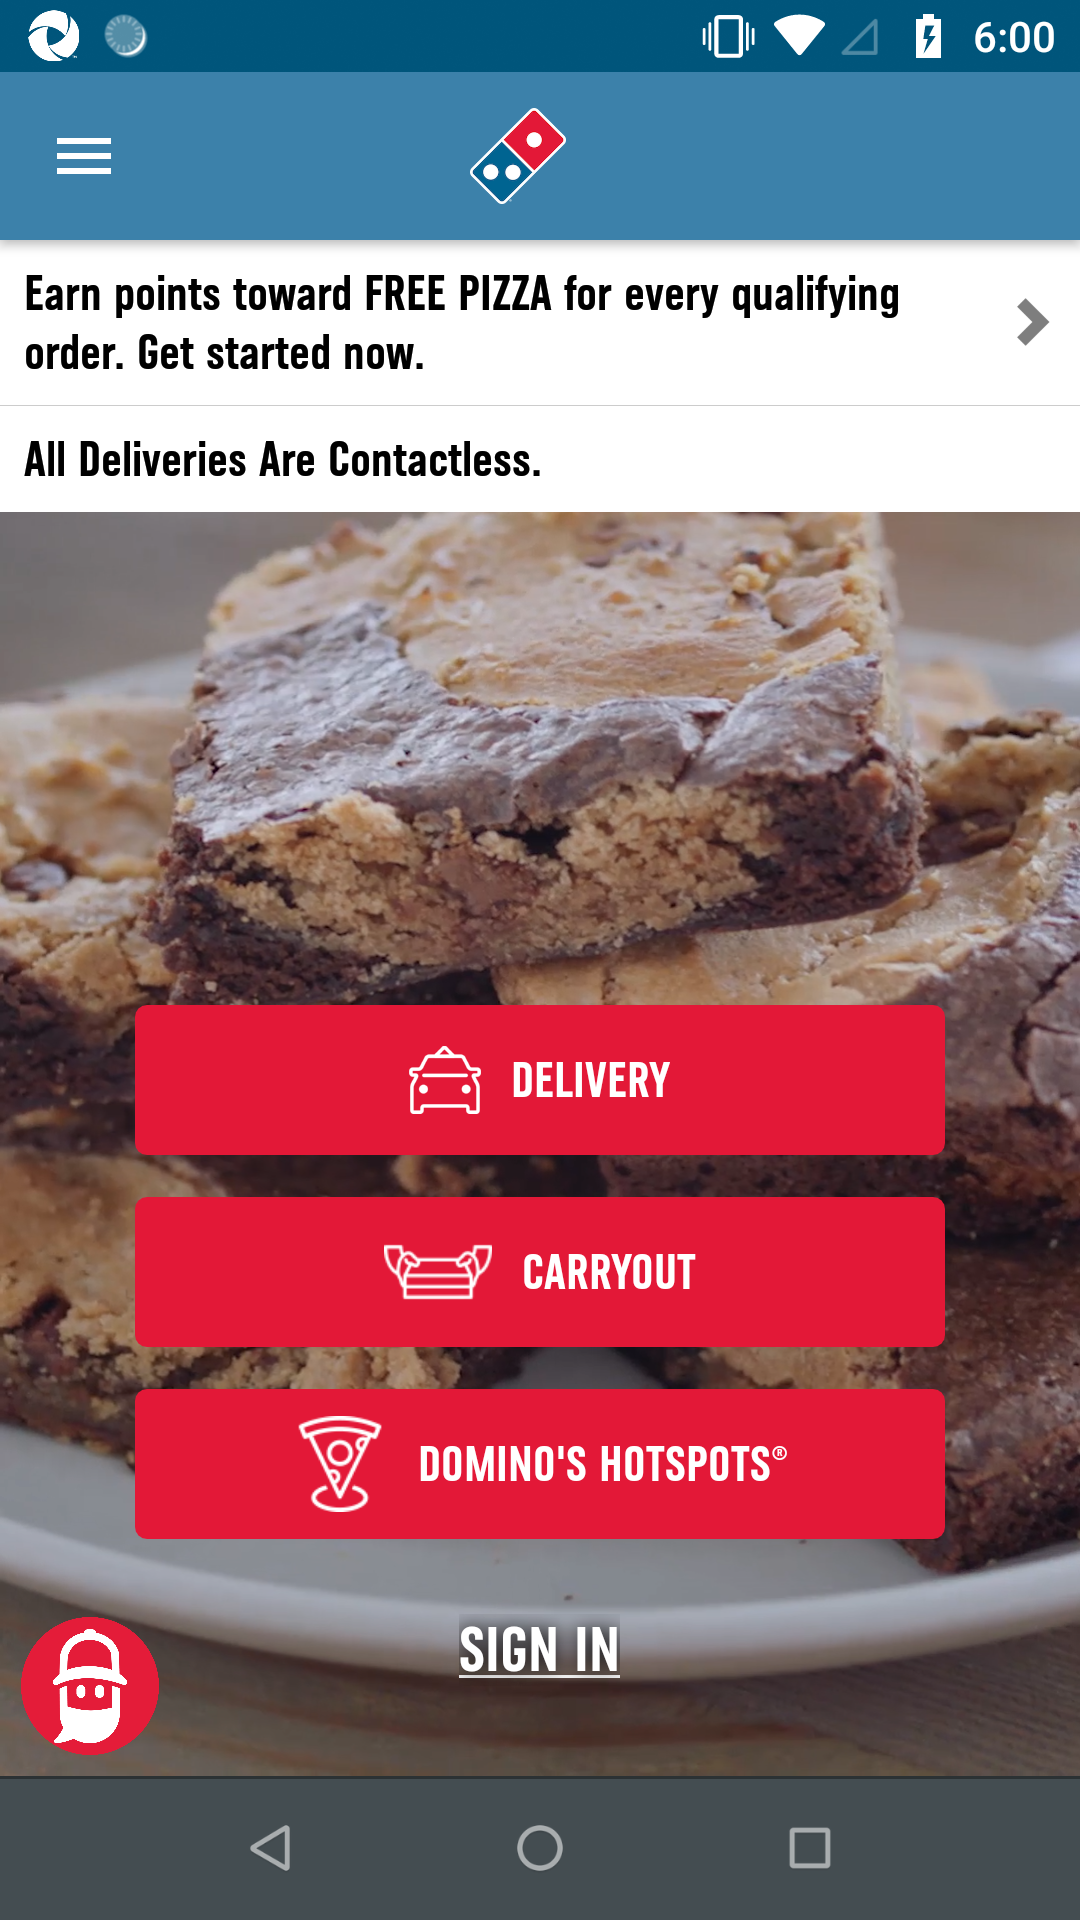 6:00
Earn points toward FREE PIZZA for every qualifying
order. Get started now.
All Deliveries Are Contactless.
DELIVERY
CARRYOUT
DOMINO'S HOTSPOTS®
SIGN IN